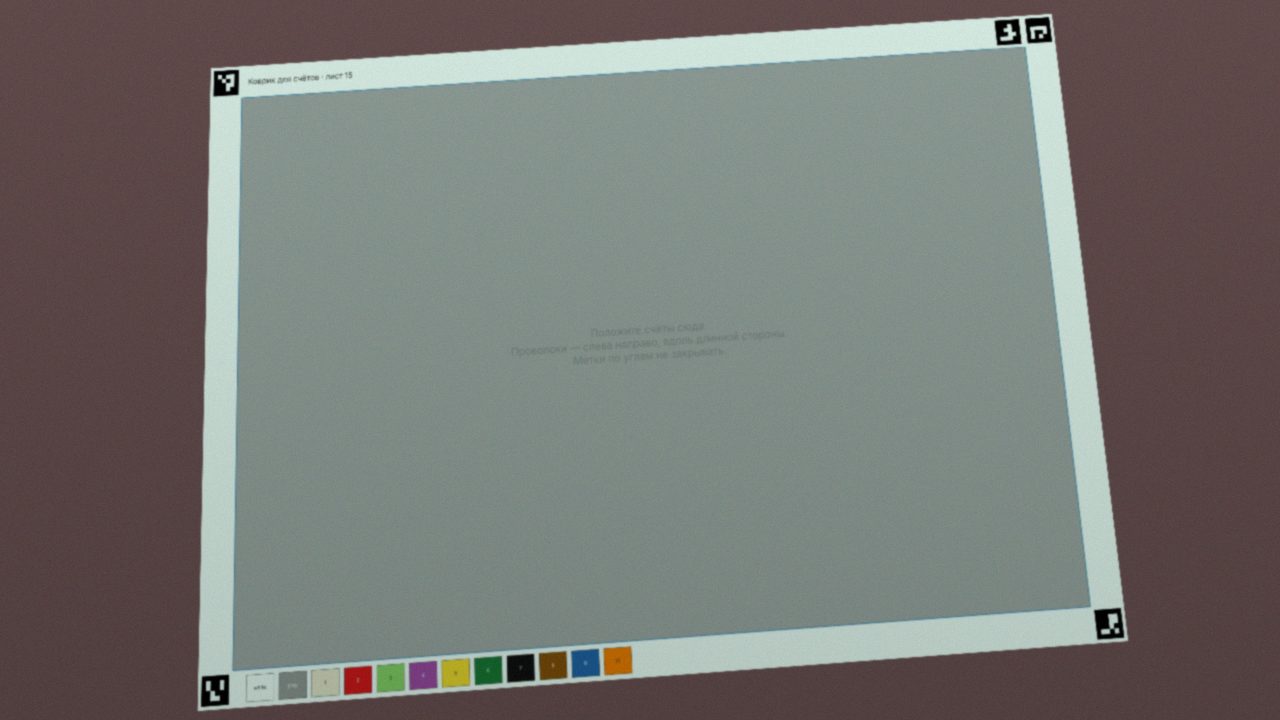 Коврик для счётов · лист 15
Положите счёты сюда
Проволоки — слева направо, вдоль длинной стороны.
Метки по углам не закрывать.